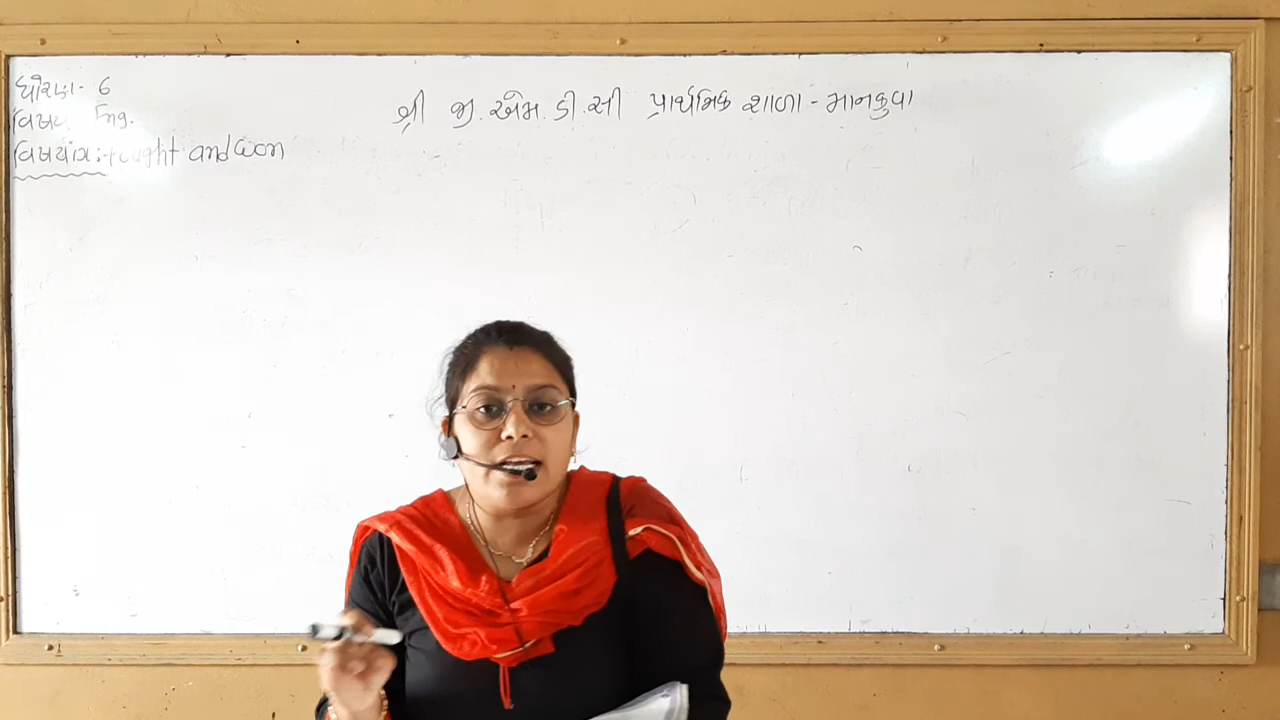 ધોરણ - 6
શ્રી જી.એમ.ડી.સી પ્રાથમિક શાળા - માનકુવા
વિષય Eng.
વિષયાંગ :- Fought and Won